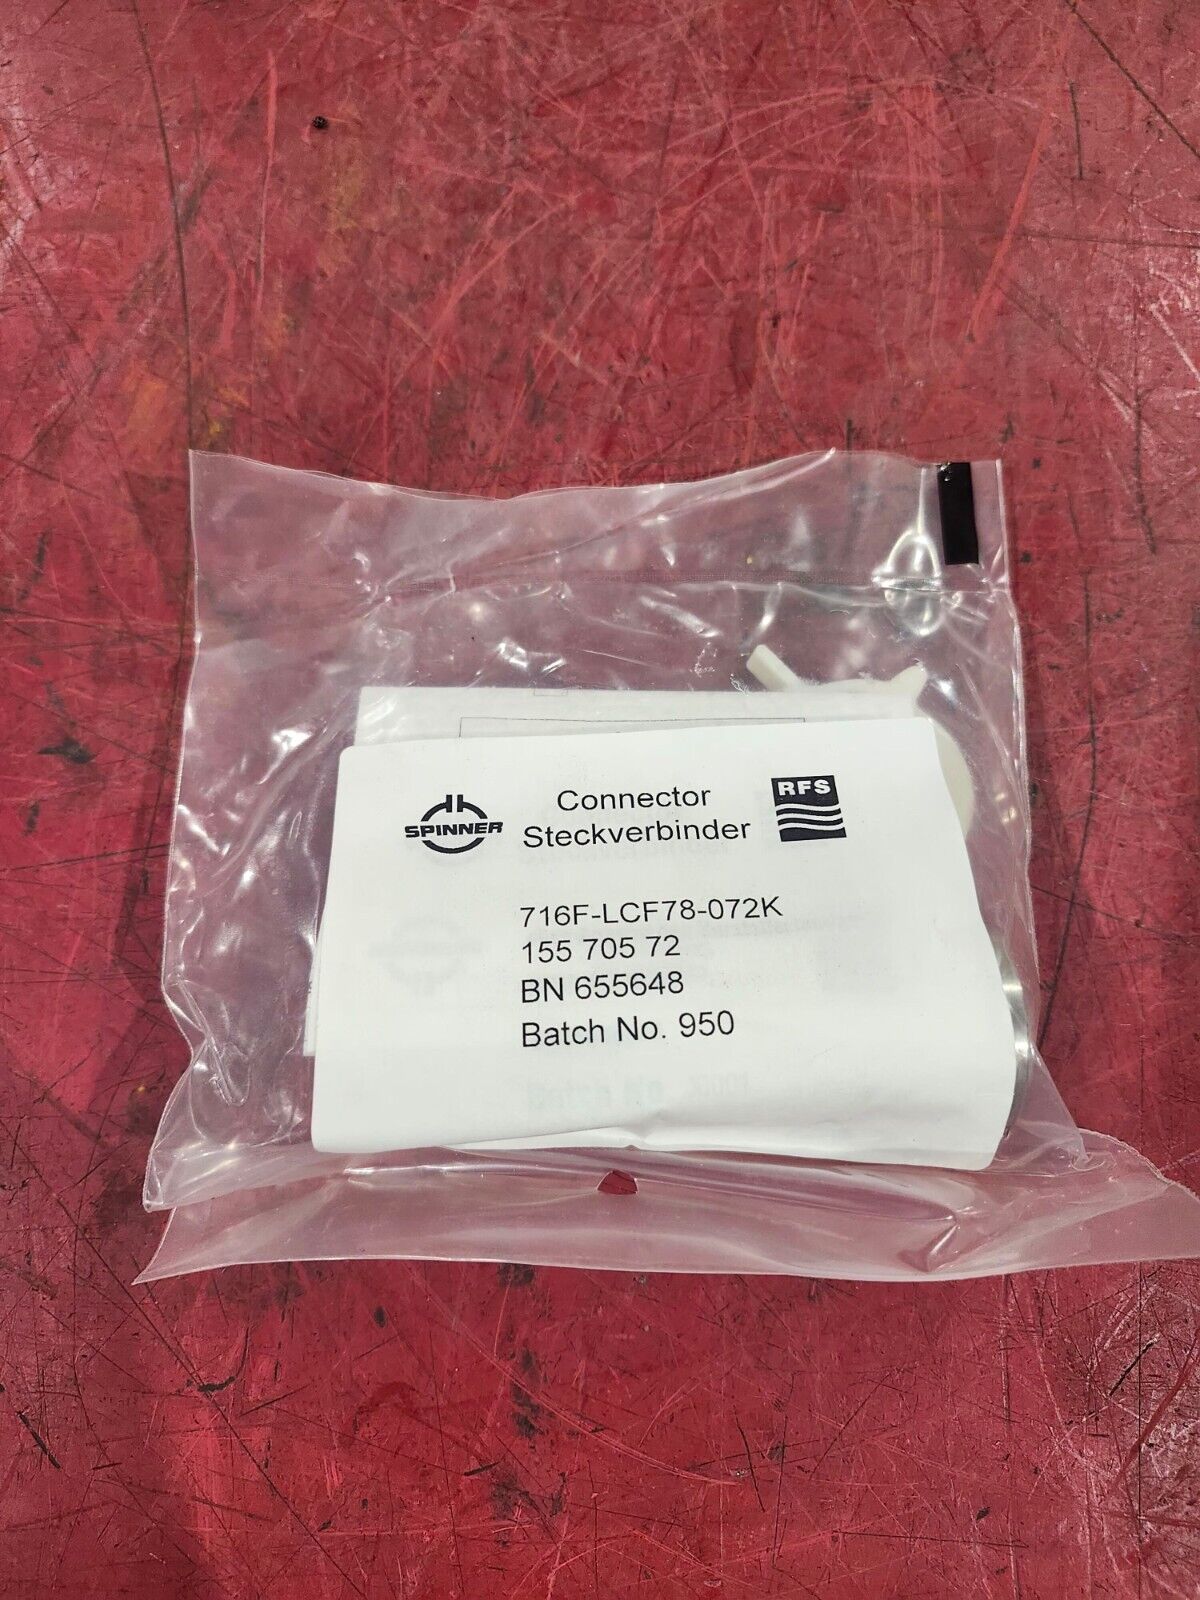 SPINNER
Connector
Steckverbinder
RFS
716F-LCF78-072K
155 705 72
BN 655648
Batch No. 950